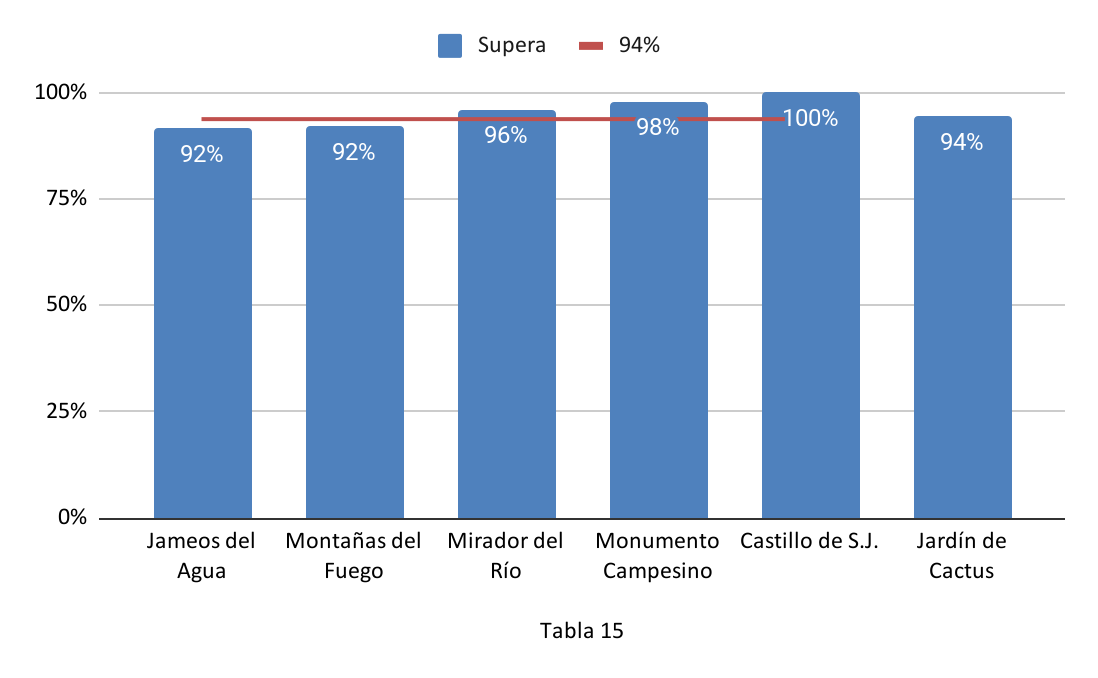 Supera 94%
100%
75%
50%
25%
0%
92% 92% 96% 98% 100% 94%
Jameos del Montañas del Mirador del Monumento Castillo de S.J. Jardín de
Agua Fuego Río Campesino Cactus
Tabla 15